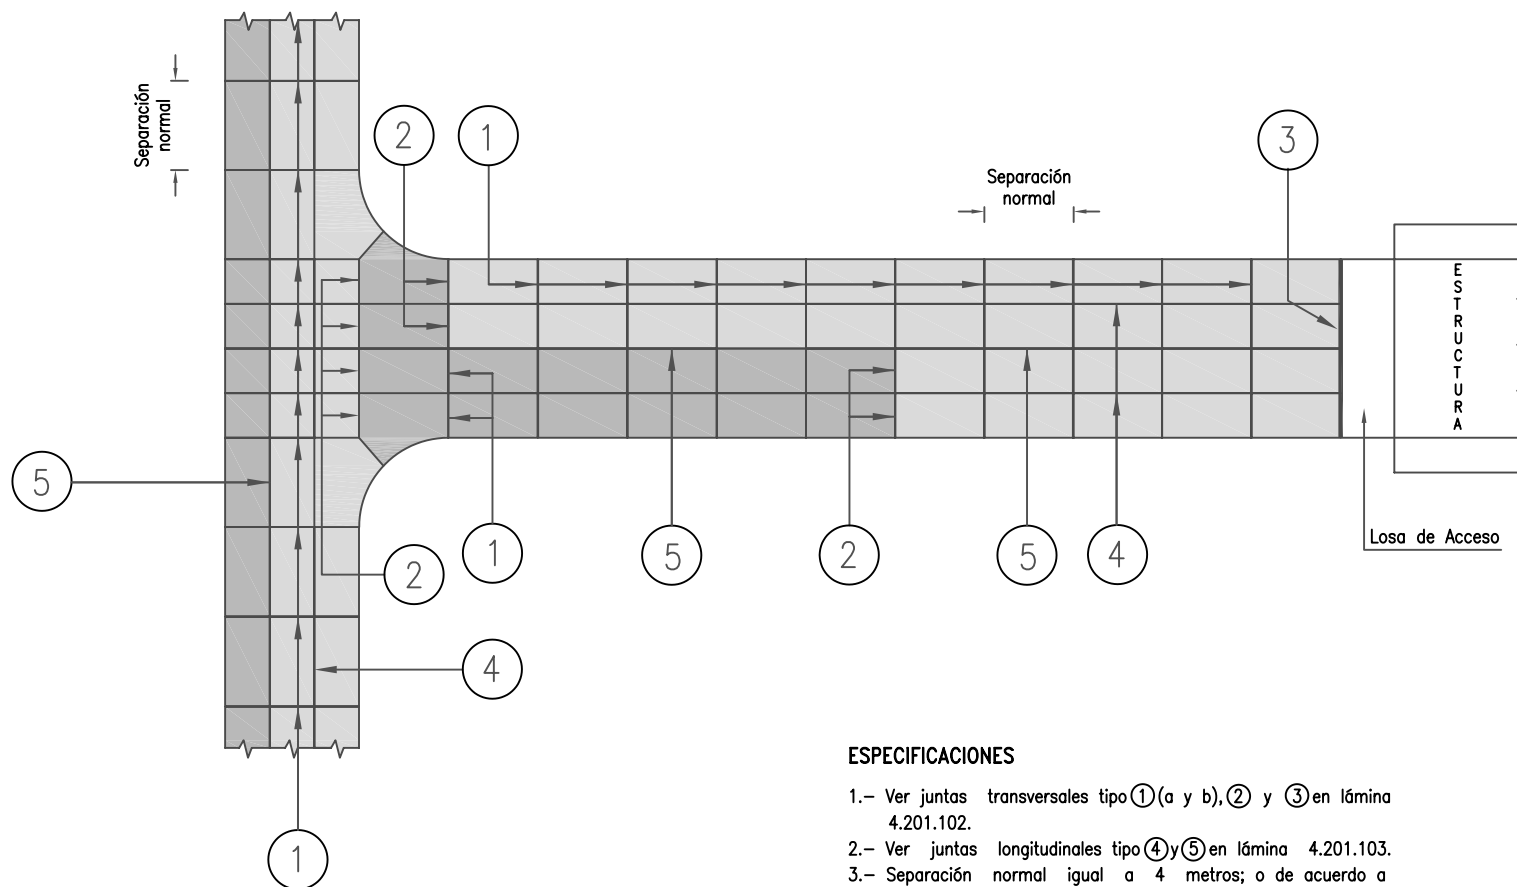 Separación
normal
2
1
3
Separación
normal
ESTRUCTURA
5
1
5
2
5
4
2
Losa de Acceso
4
1
ESPECIFICACIONES
1.- Ver juntas transversales tipo 1 (a y b), 2 y 3 en lámina
4.201.102.
2.- Ver juntas longitudinales tipo 4 y 5 en lámina 4.201.103.
3.- Separación normal igual a 4 metros; o de acuerdo a